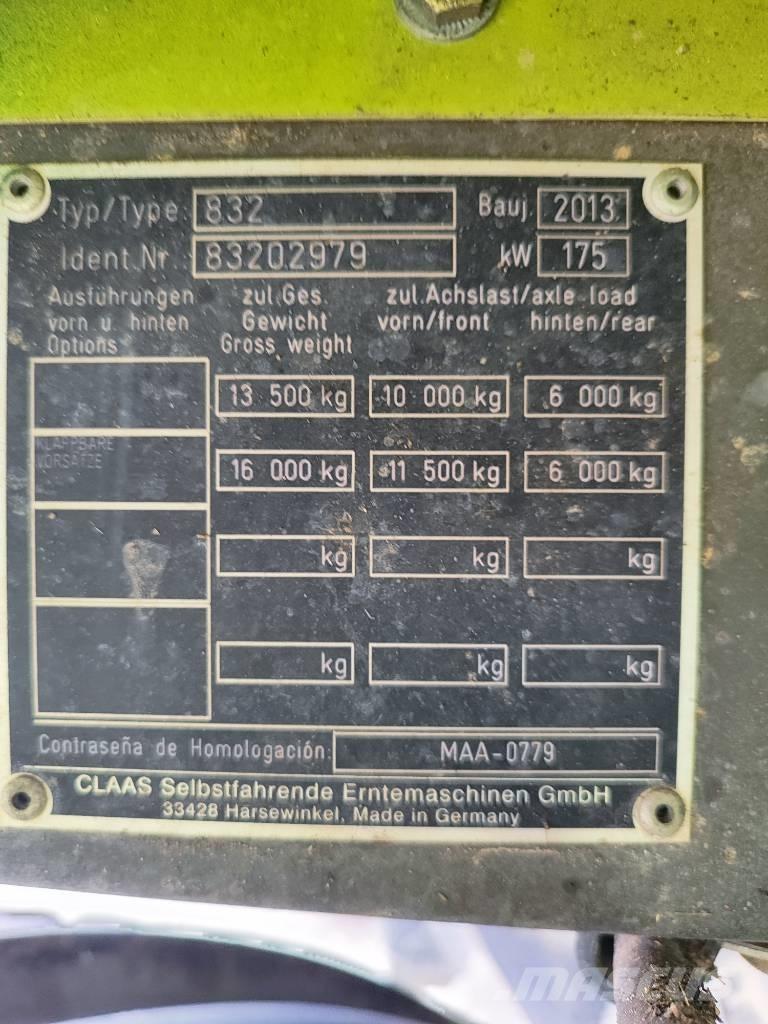 Typ/Type 832 Bauj. 2013
Ident.Nr. 83202979 kW 175
Ausführungen zul.Ges. zul.Achslast/axle load
vorn u. hinten Gewicht vorn/front hinten/rear
Options Gross weight
13 500 kg 10 000 kg 6 000 kg
KLAPPBARE
VORSÄTZE 16 000 kg 11 500 kg 6 000 kg
kg kg kg
kg kg kg
Contraseña de Homologación: MAA-0779
CLAAS Selbstfahrende Erntemaschinen GmbH
33428 Harsewinkel, Made in Germany
MASCUS